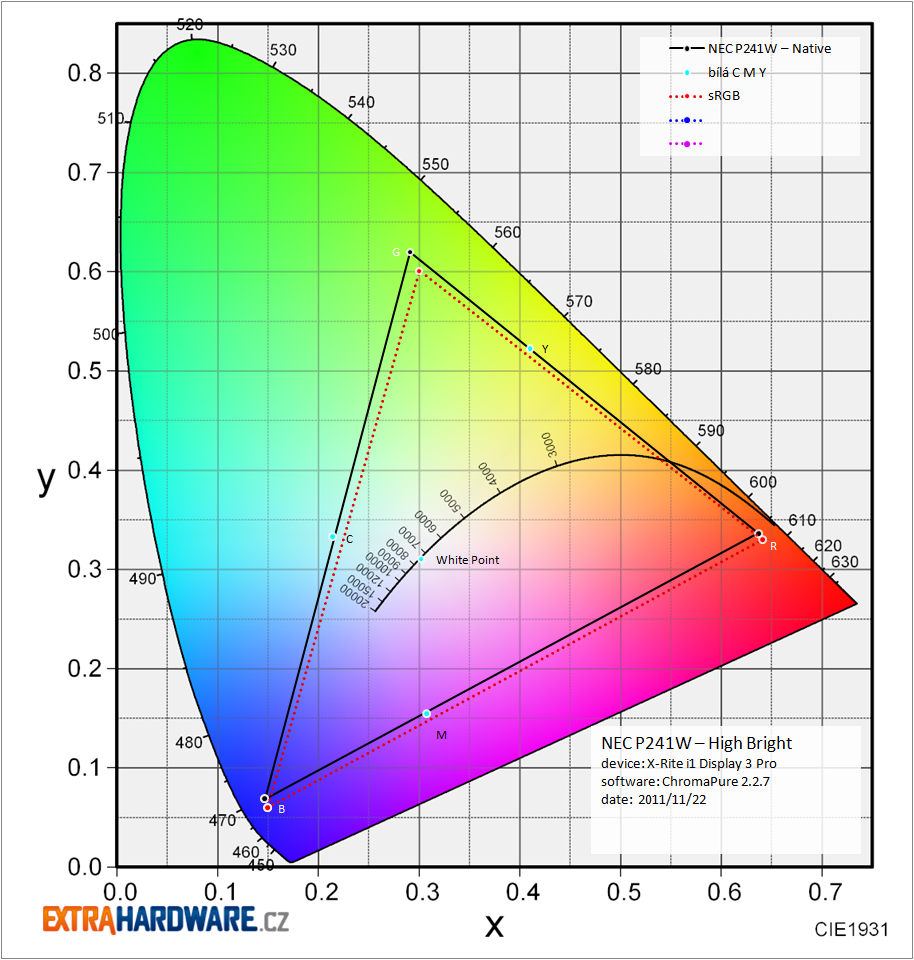 NEC P241W – Native
bílá C M Y
sRGB
520
530
540
550
560
570
580
590
600
610
620
630
510
500
490
480
470
460
450
G
Y
C
White Point
R
M
B
3000
4000
5000
6000
7000
8000
9000
10000
12000
15000
20000
y
0.8
0.7
0.6
0.5
0.4
0.3
0.2
0.1
0.0
0.0 0.1 0.2 0.3 0.4 0.5 0.6 0.7
x
NEC P241W – High Bright
device: X-Rite i1 Display 3 Pro
software: ChromaPure 2.2.7
date: 2011/11/22
EXTRAHARDWARE.CZ
CIE1931